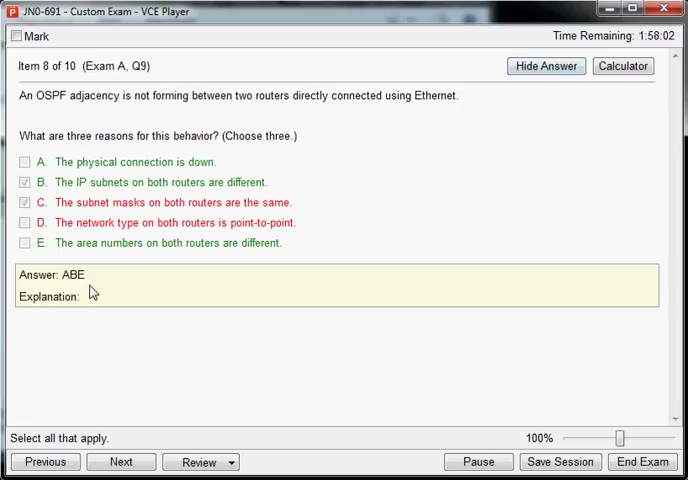 JN0-691 - Custom Exam - VCE Player
Mark
Time Remaining: 1:58:02
Item 8 of 10 (Exam A, Q9)
Hide Answer
Calculator
An OSPF adjacency is not forming between two routers directly connected using Ethernet.
What are three reasons for this behavior? (Choose three.)
A. The physical connection is down.
B. The IP subnets on both routers are different.
C. The subnet masks on both routers are the same.
D. The network type on both routers is point-to-point.
E. The area numbers on both routers are different.
Answer: ABE
Explanation:
Select all that apply.
100%
Previous
Next
Review
Pause
Save Session
End Exam